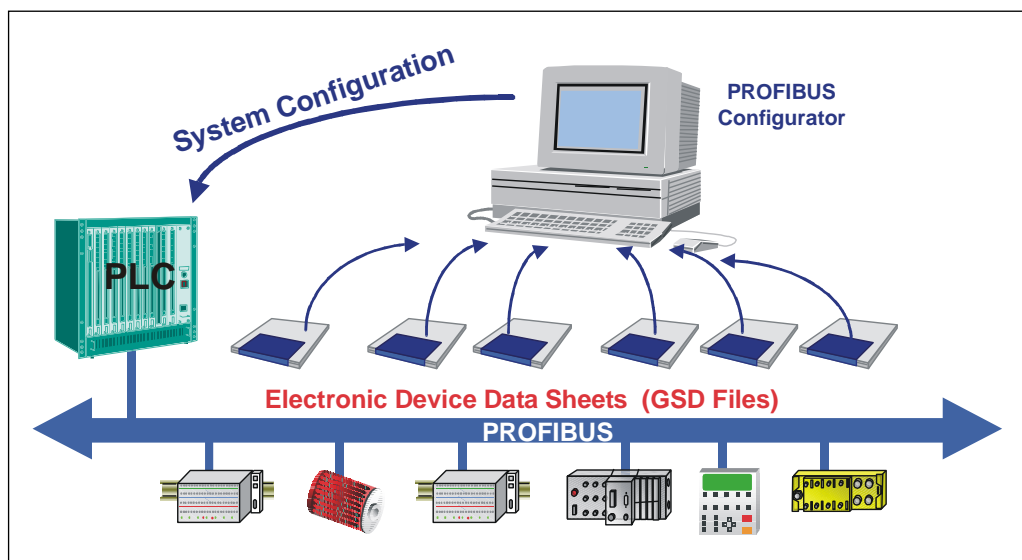 System Configuration
PROFIBUS
Configurator
PLC
Electronic Device Data Sheets (GSD Files)
PROFIBUS